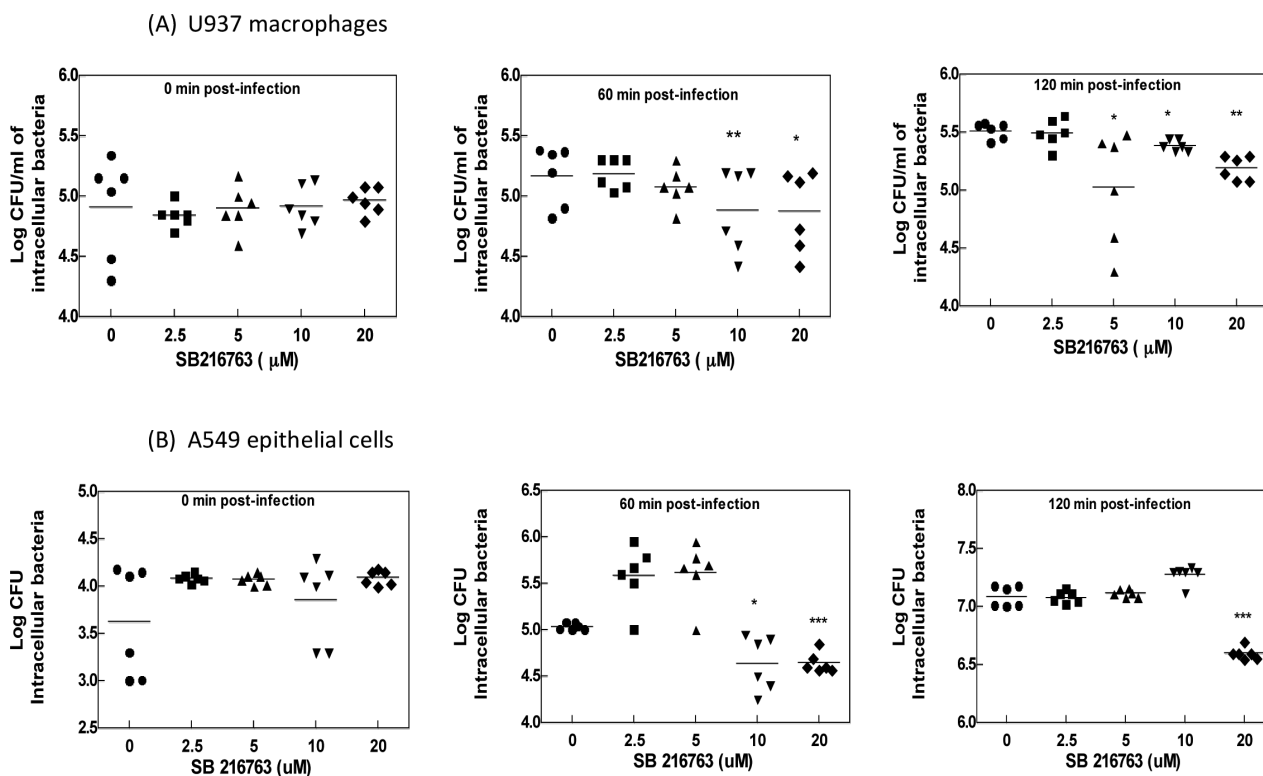 (A) U937 macrophages
Log CFU/ml of
intracellular bacteria
6.0
5.5
5.0
4.5
4.0
0 min post-infection
0 2.5 5 10 20
SB216763 ( μM)
Log CFU/ml of
intracellular bacteria
6.0
5.5
5.0
4.5
4.0
60 min post-infection
** *
0 2.5 5 10 20
SB216763 ( μM)
Log CFU/ml of
intracellular bacteria
6.0
5.5
5.0
4.5
4.0
120 min post-infection
* * **
0 2.5 5 10 20
SB216763 ( μM)
(B) A549 epithelial cells
Log CFU
Intracellular bacteria)
5.0
4.5
4.0
3.5
3.0
2.5
0 min post-infection
0 2.5 5 10 20
SB 216763 (uM)
Log CFU
Intracellular bacteria)
6.5
6.0
5.5
5.0
4.5
4.0
60 min post-infection
* ***
0 2.5 5 10 20
SB 216763 (uM)
Log CFU
Intracellular bacteria)
8.0
7.5
7.0
6.5
6.0
120 min post-infection
***
0 2.5 5 10 20
SB 216763 (uM)